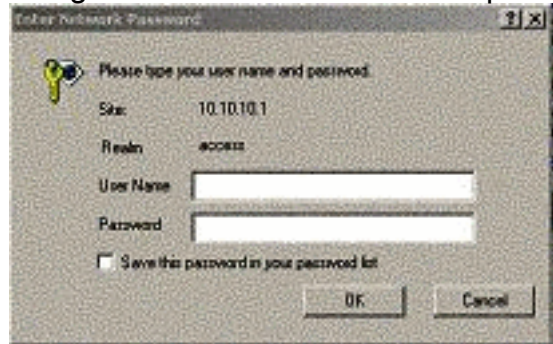 Enter Network Password
? ×
Please type your user name and password.
Site: 10.10.10.1
Realm access
User Name
Password
Save this password in your password list
OK Cancel